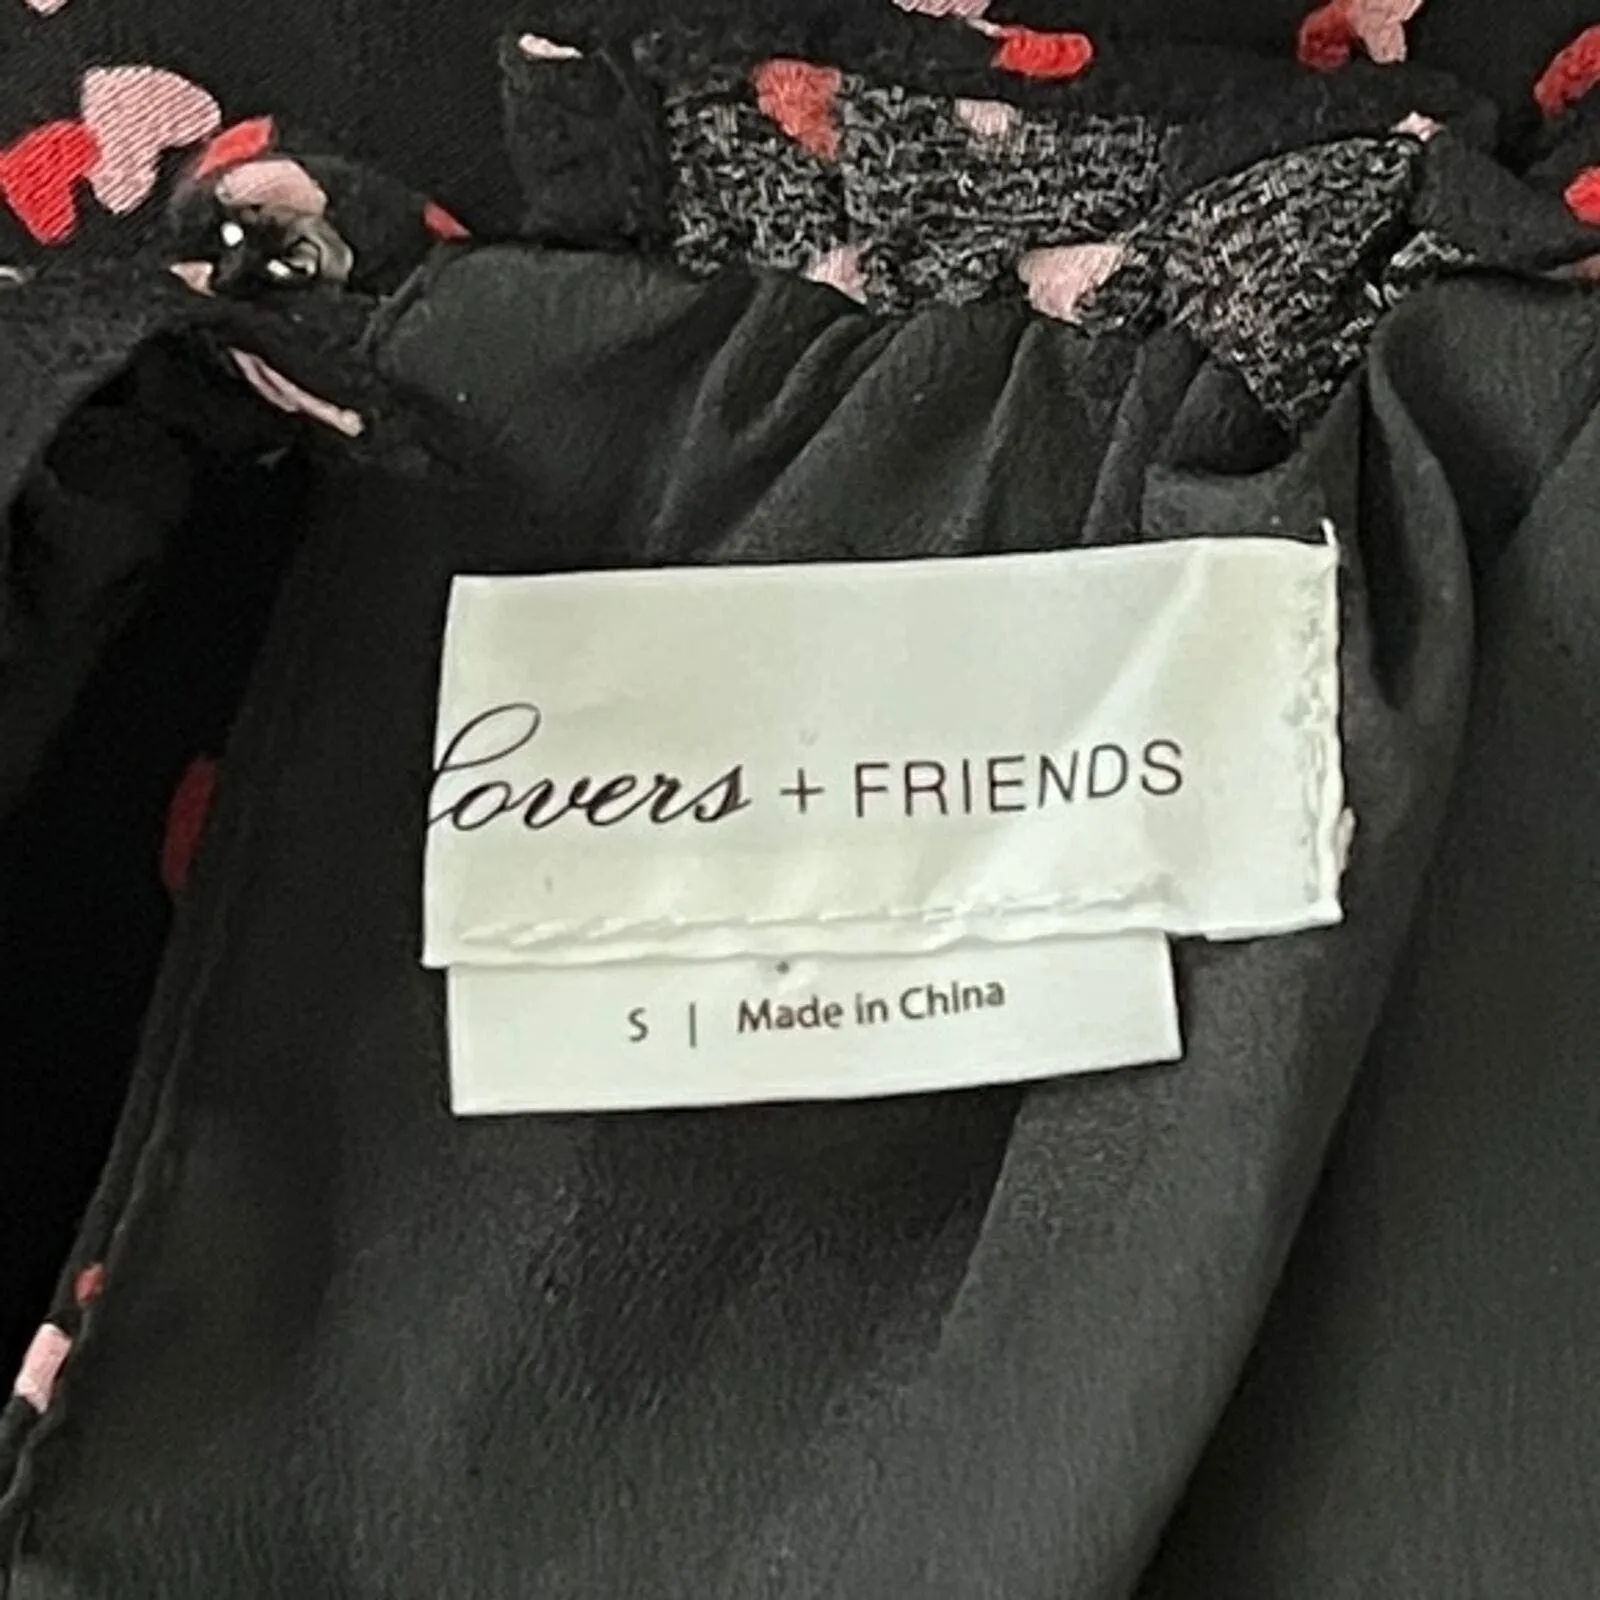 Lovers + FRIENDS
S | Made in China